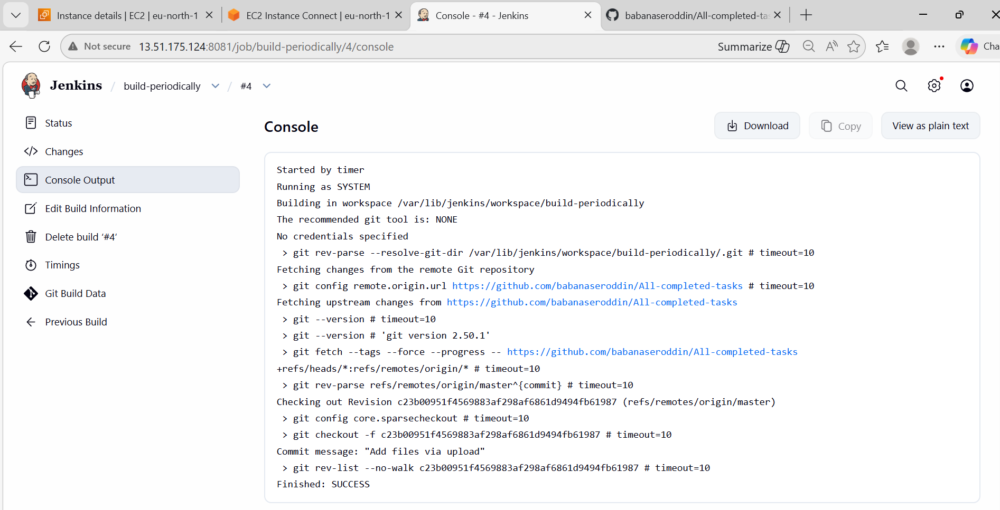 Instance details | EC2 | eu-north-1
EC2 Instance Connect | eu-north-1
Console - #4 - Jenkins
babanaseroddin/All-completed-tas
Not secure 13.51.175.124:8081/job/build-periodically/4/console
Summarize
Cha
Jenkins / build-periodically / #4
Status
Changes
Console Output
Edit Build Information
Delete build ‘#4’
Timings
Git Build Data
Previous Build
Console
Download
Copy
View as plain text
Started by timer
Running as SYSTEM
Building in workspace /var/lib/jenkins/workspace/build-periodically
The recommended git tool is: NONE
No credentials specified
> git rev-parse --resolve-git-dir /var/lib/jenkins/workspace/build-periodically/.git # timeout=10
Fetching changes from the remote Git repository
> git config remote.origin.url https://github.com/babanaseroddin/All-completed-tasks # timeout=10
Fetching upstream changes from https://github.com/babanaseroddin/All-completed-tasks
> git --version # timeout=10
> git --version # 'git version 2.50.1'
> git fetch --tags --force --progress -- https://github.com/babanaseroddin/All-completed-tasks
+refs/heads/*:refs/remotes/origin/* # timeout=10
> git rev-parse refs/remotes/origin/master^{commit} # timeout=10
Checking out Revision c23b00951f4569883af298af6861d9494fb61987 (refs/remotes/origin/master)
> git config core.sparsecheckout # timeout=10
> git checkout -f c23b00951f4569883af298af6861d9494fb61987 # timeout=10
Commit message: "Add files via upload"
> git rev-list --no-walk c23b00951f4569883af298af6861d9494fb61987 # timeout=10
Finished: SUCCESS